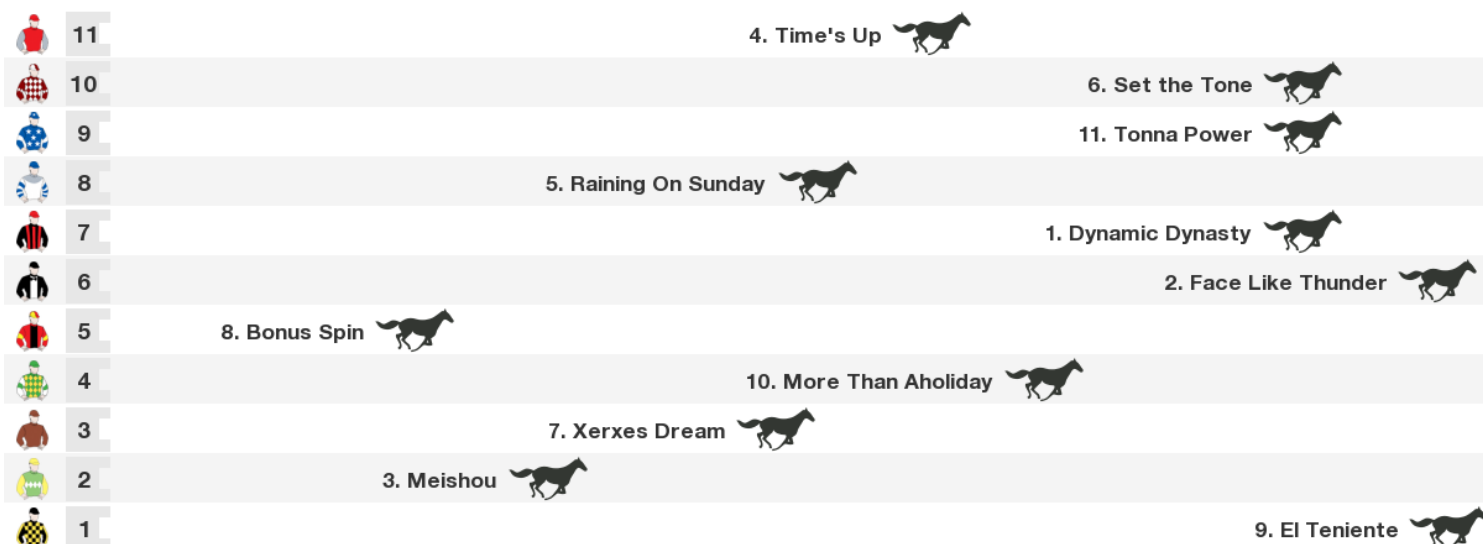 11 4. Time's Up
10 6. Set the Tone
9 11. Tonna Power
8 5. Raining On Sunday
7 1. Dynamic Dynasty
6 2. Face Like Thunder
5 8. Bonus Spin
4 10. More Than Aholiday
3 7. Xerxes Dream
2 3. Meishou
1 9. El Teniente